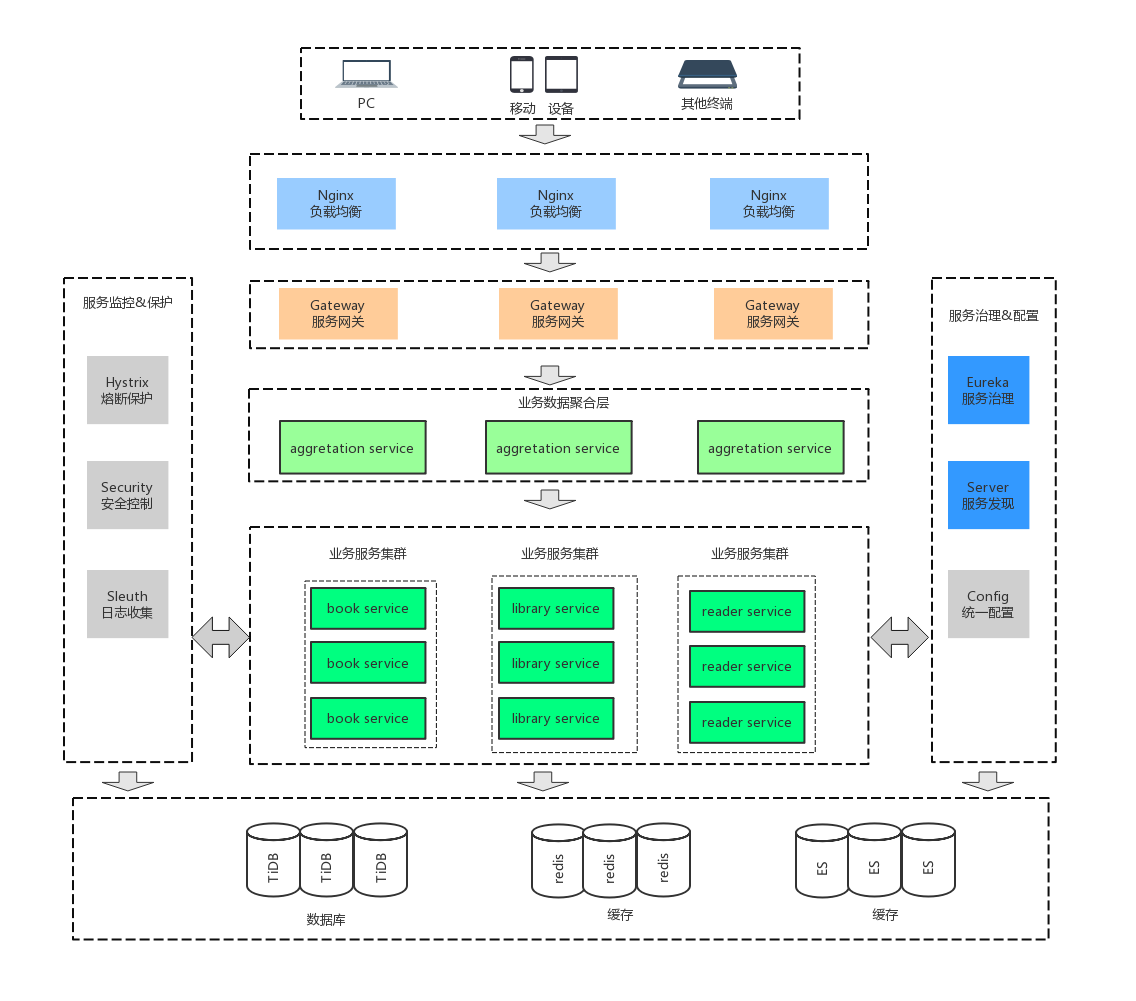 PC
移动 设备
其他终端
Nginx
负载均衡
Nginx
负载均衡
Nginx
负载均衡
Gateway
服务网关
Gateway
服务网关
Gateway
服务网关
服务监控&保护
Hystrix
熔断保护
Security
安全控制
Sleuth
日志收集
业务数据聚合层
aggretation service
aggretation service
aggretation service
业务服务集群
book service
book service
book service
业务服务集群
library service
library service
library service
业务服务集群
reader service
reader service
reader service
服务治理&配置
Eureka
服务治理
Server
服务发现
Config
统一配置
TiDB
TiDB
TiDB
数据库
redis
redis
redis
缓存
ES
ES
ES
缓存